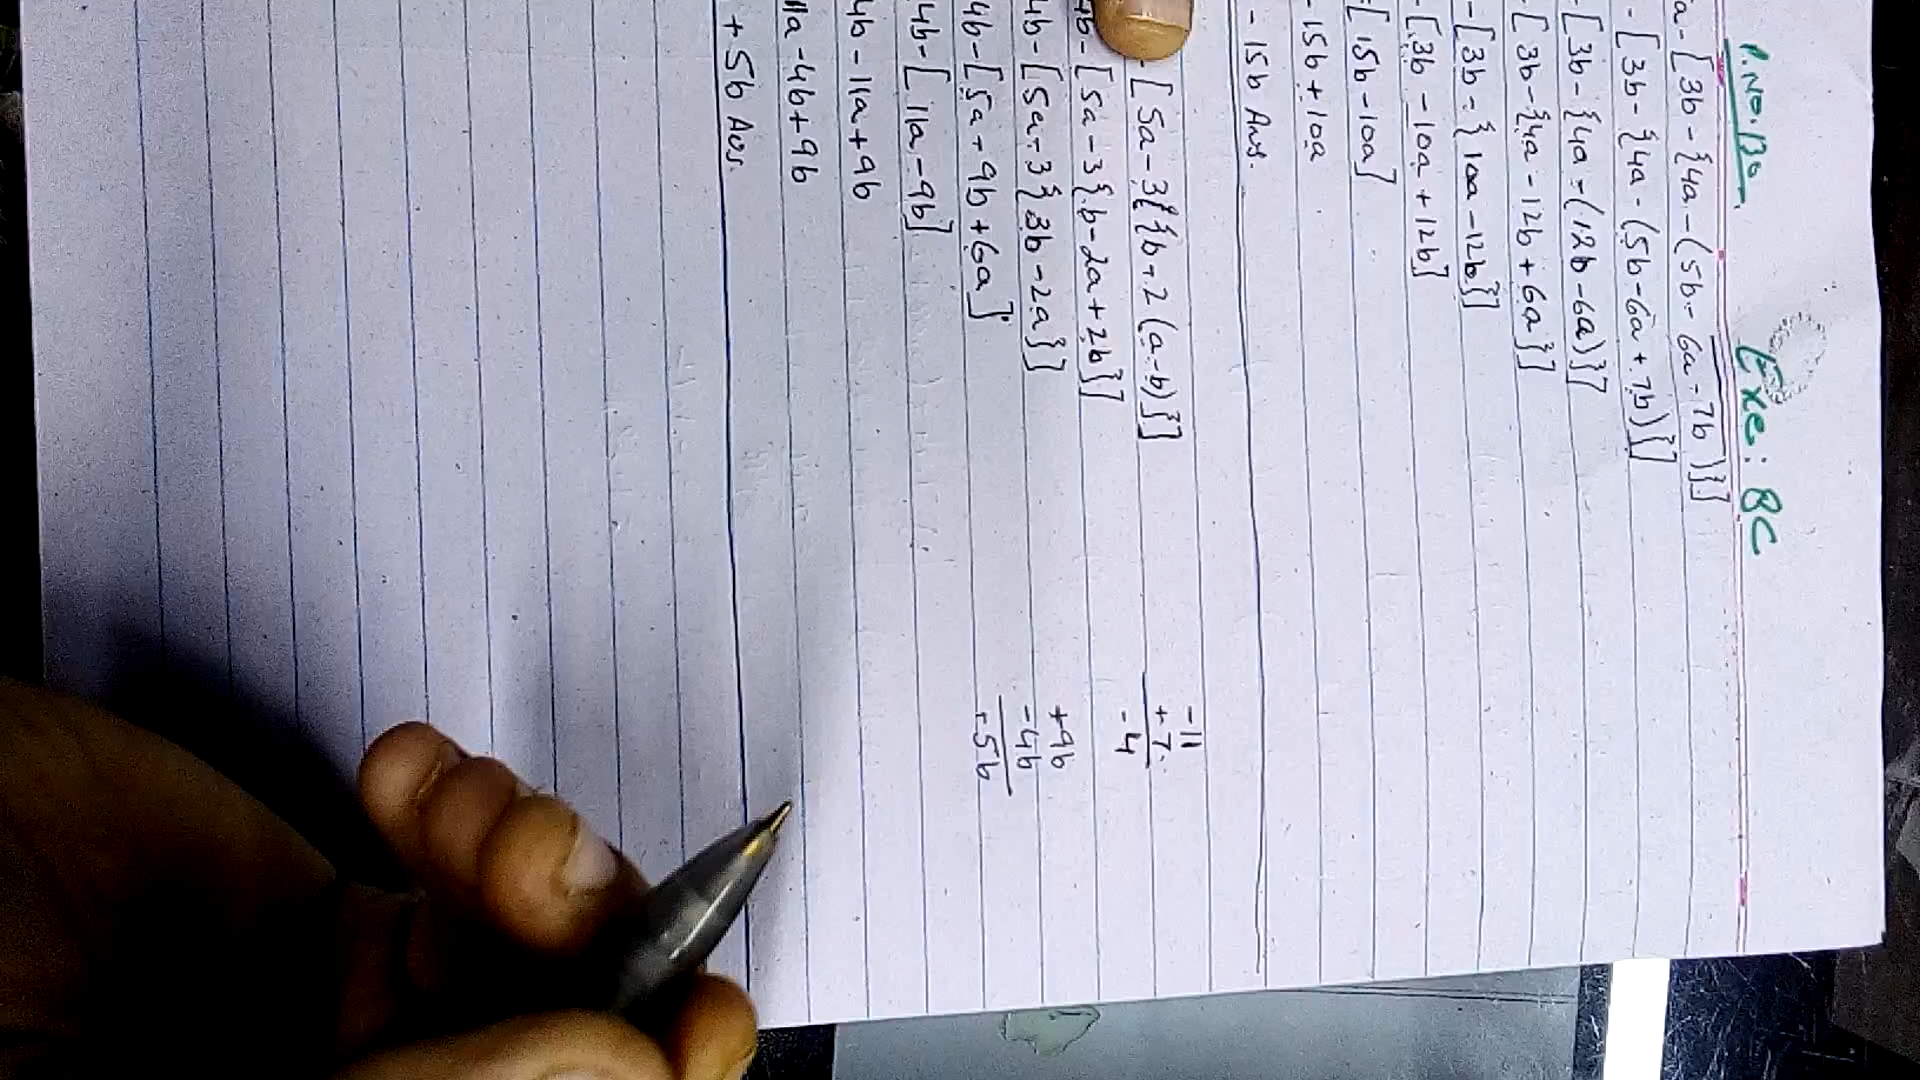 P.No. 130
Exe: 8C
a - [3b - {4a - (5b - 6a - 7b)}]
- [3b - {4a - (5b - 6a + 7b)}]
- [3b - {4a - (12b - 6a)}]
- [3b - {4a - 12b + 6a}]
- [3b - {10a - 12b}]
- [3b - 10a + 12b]
- [15b - 10a]
- 15b + 10a
- 15b Ans.
- [5a - 3{b - 2(a - b)}]
4b - [5a - 3{b - 2a + 2b}]
4b - [5a - 3{3b - 2a}]
4b - [5a - 9b + 6a]
4b - [11a - 9b]
4b - 11a + 9b
11a - 4b + 9b
+ 5b Ans.
-11
+7
-4
+9b
-4b
+5b